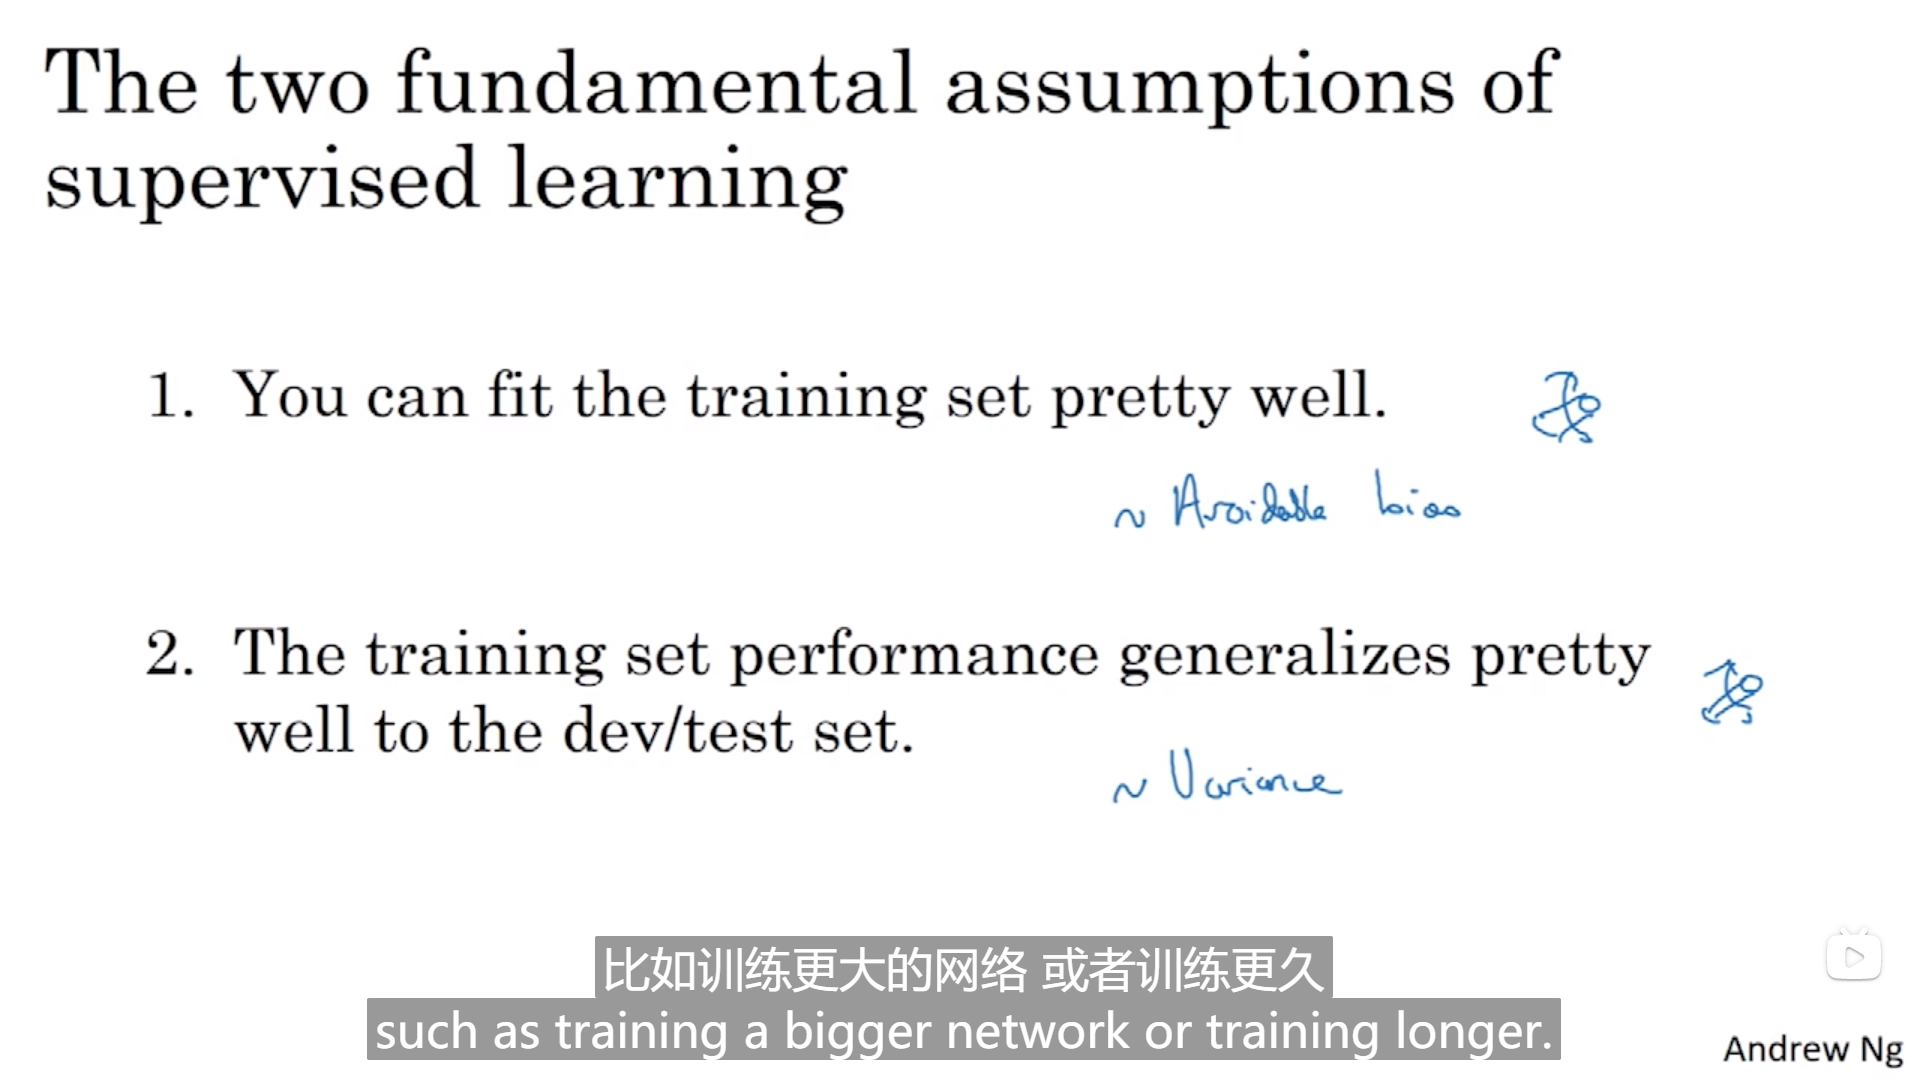 The two fundamental assumptions of
supervised learning
1. You can fit the training set pretty well.
~ Avoidable bias
2. The training set performance generalizes pretty
well to the dev/test set.
~ Variance
比如训练更大的网络 或者训练更久
such as training a bigger network or training longer.
Andrew Ng